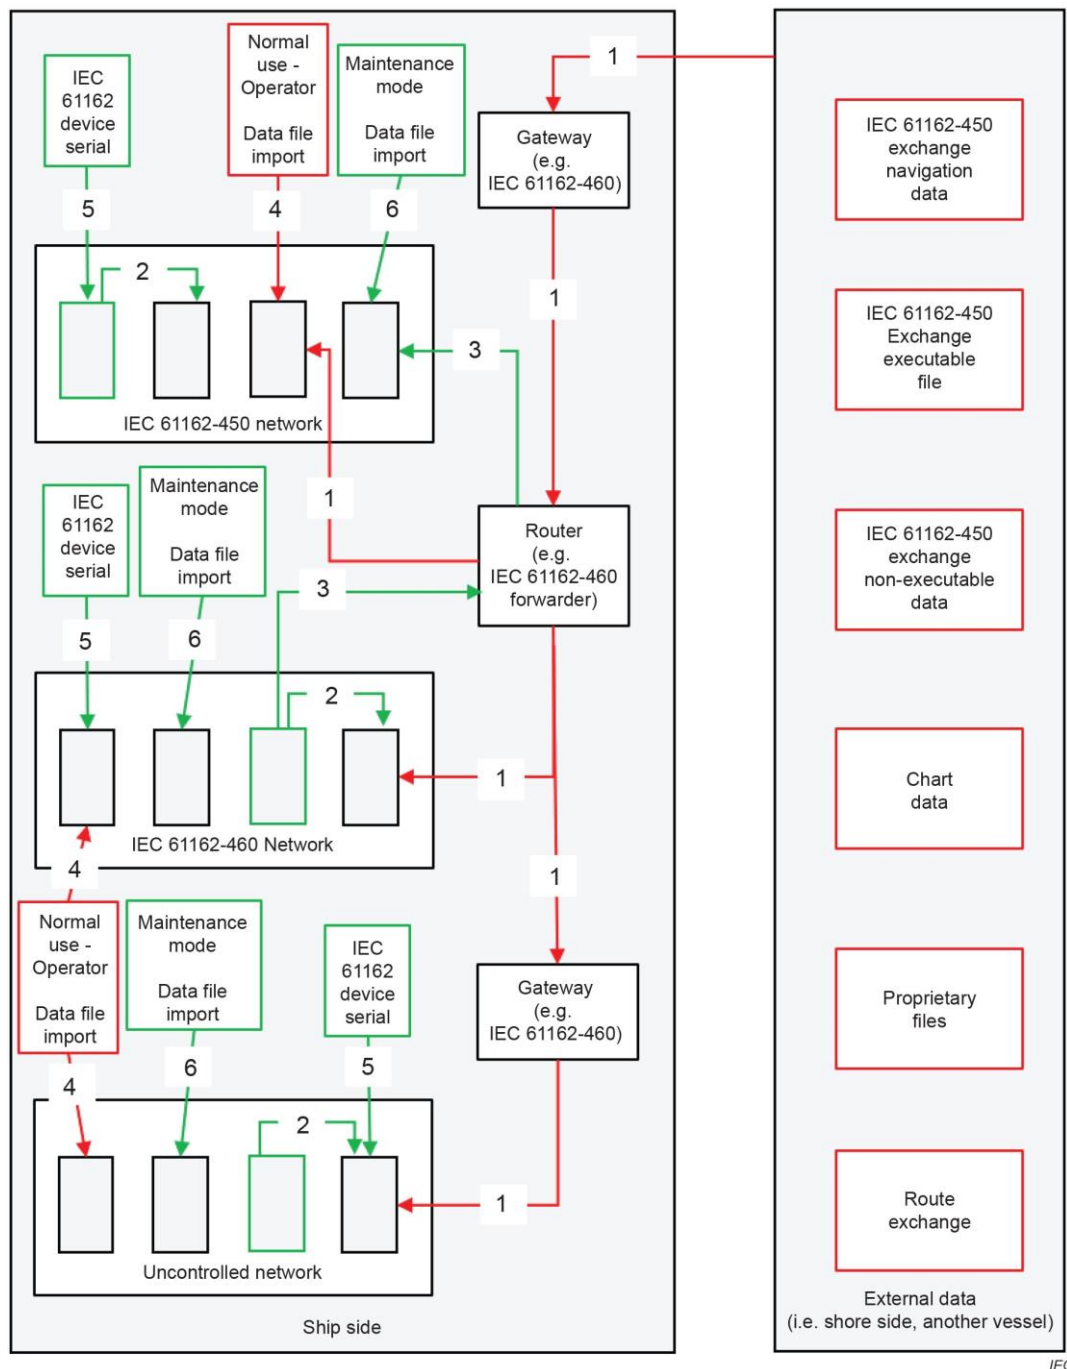 1
Normal
use -
Operator
Data file
import
Maintenance
mode
Data file
import
IEC
61162
device
serial
Gateway
(e.g.
IEC 61162-460)
5
4
6
2
1
3
IEC 61162-450 network
1
IEC
61162
device
serial
Maintenance
mode
Data file
import
Router
(e.g.
IEC 61162-460
forwarder)
3
5
6
2
1
IEC 61162-460 Network
4
1
Normal
use -
Operator
Data file
import
Maintenance
mode
Data file
import
IEC
61162
device
serial
Gateway
(e.g.
IEC 61162-460)
4
6
5
2
1
Uncontrolled network
Ship side
IEC 61162-450
exchange
navigation
data
IEC 61162-450
Exchange
executable
file
IEC 61162-450
exchange
non-executable
data
Chart
data
Proprietary
files
Route
exchange
External data
(i.e. shore side, another vessel)
IEC